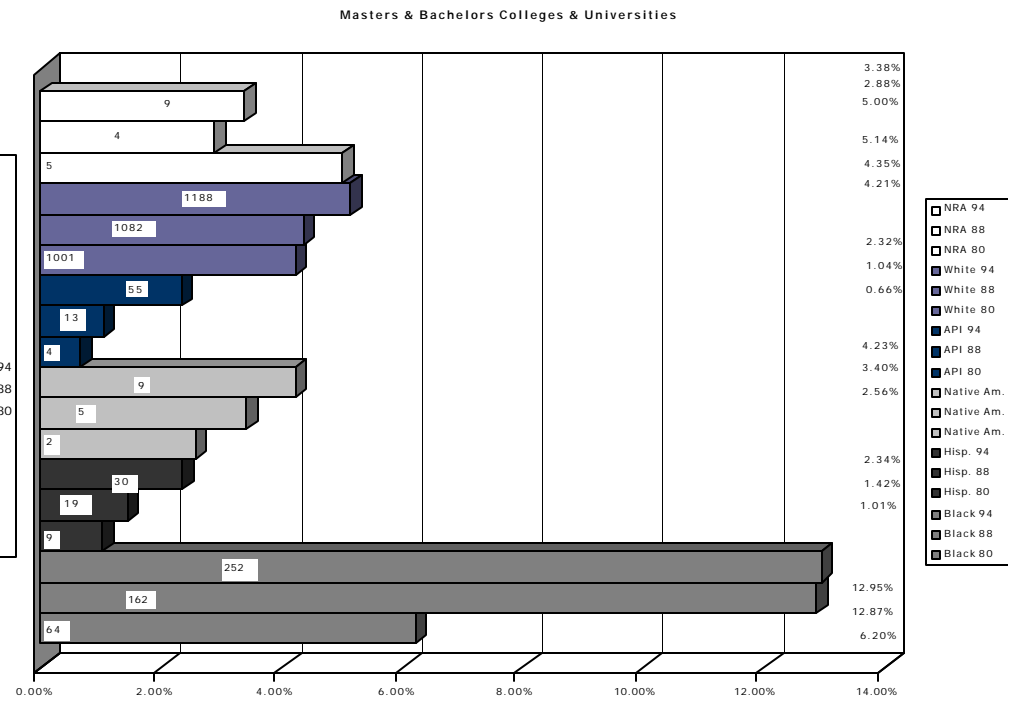 Masters & Bachelors Colleges & Universities
3.38%
2.88%
5.00%
5.14%
4.35%
4.21%
2.32%
1.04%
0.66%
4.23%
3.40%
2.56%
2.34%
1.42%
1.01%
12.95%
12.87%
6.20%
9
4
5
1188
1082
1001
55
13
4
9
5
2
30
19
9
252
162
64
94
88
80
0.00%
2.00%
4.00%
6.00%
8.00%
10.00%
12.00%
14.00%
NRA 94
NRA 88
NRA 80
White 94
White 88
White 80
API 94
API 88
API 80
Native Am.
Native Am.
Native Am.
Hisp. 94
Hisp. 88
Hisp. 80
Black 94
Black 88
Black 80